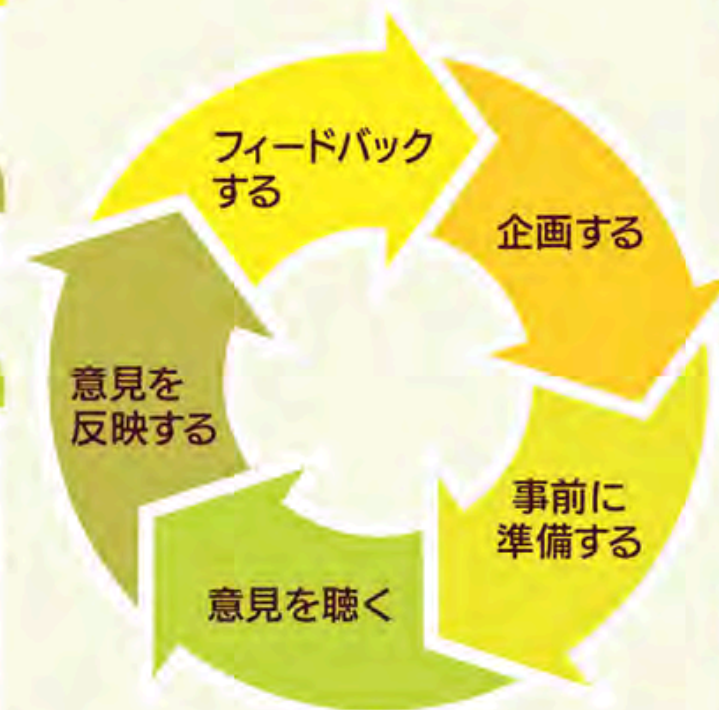 フィードバック
する
企画する
事前に
準備する
意見を聴く
意見を
反映する